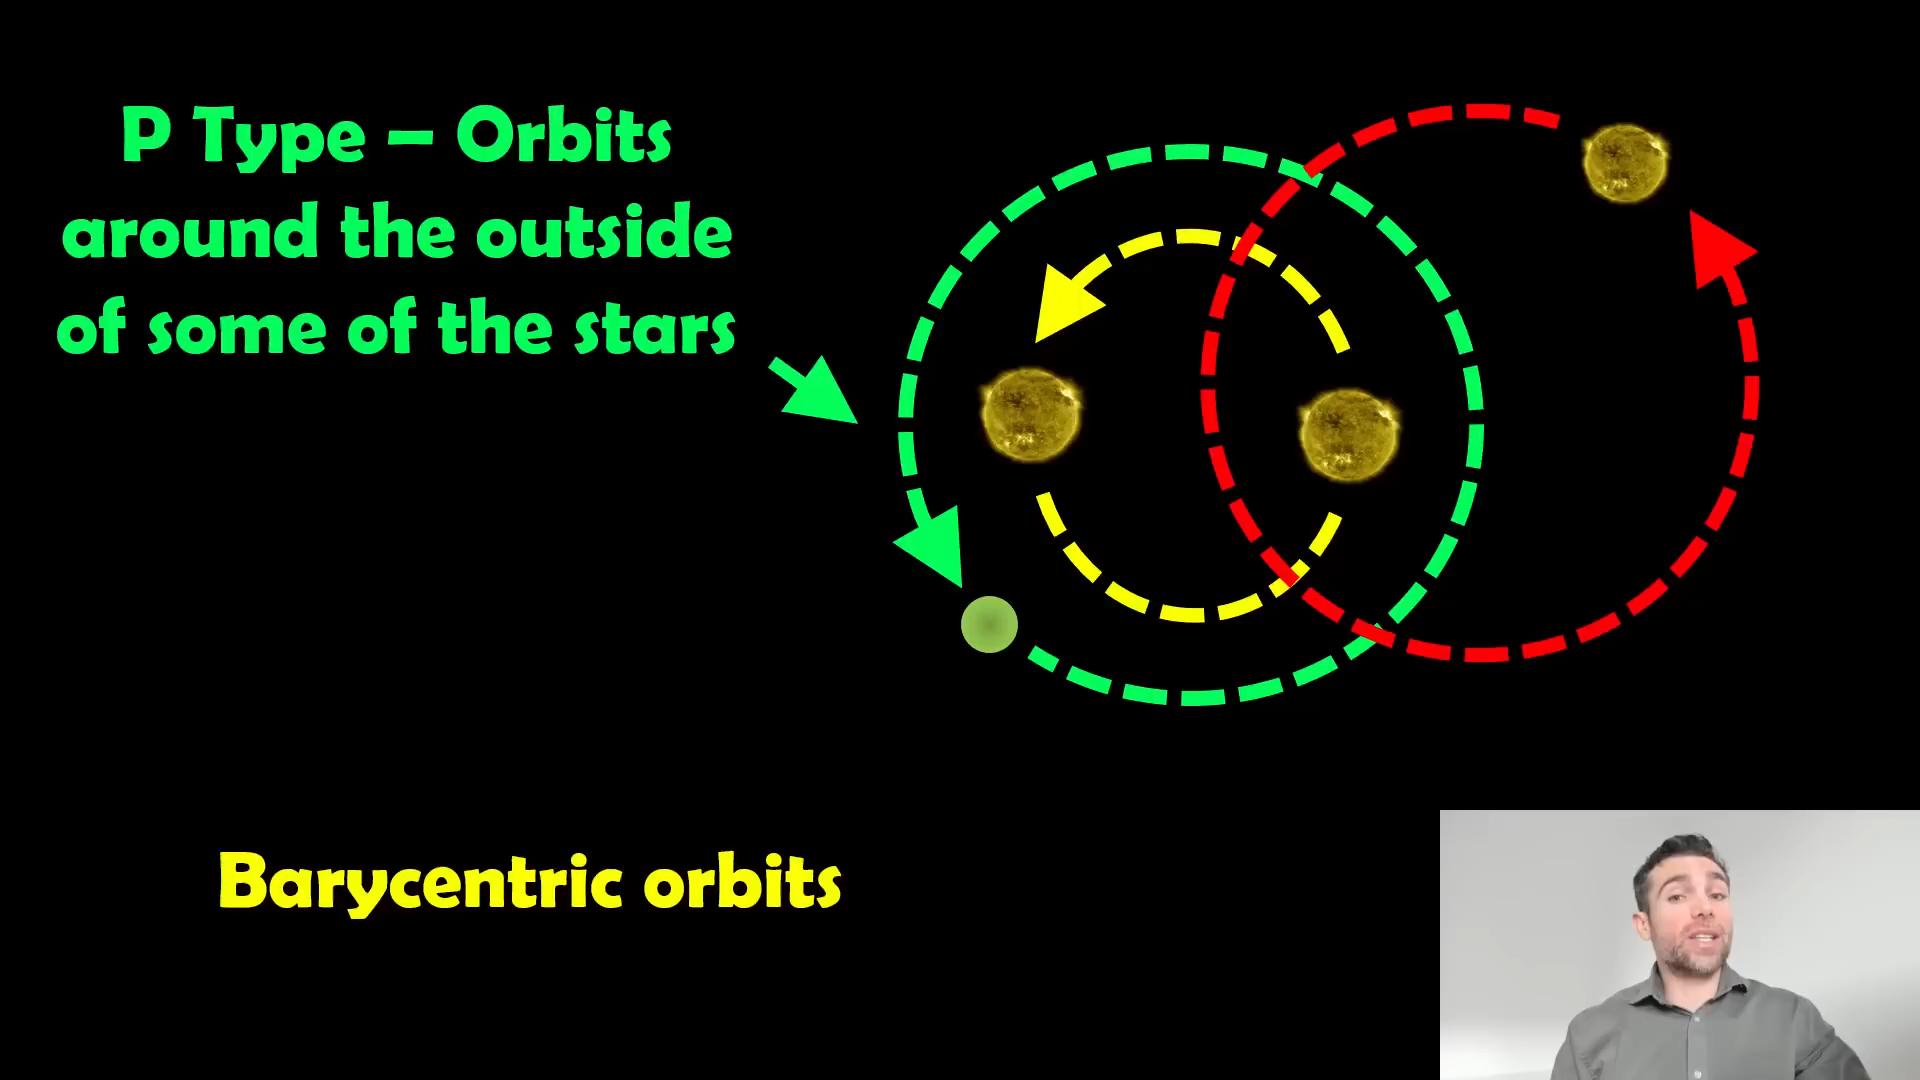 P Type – Orbits
around the outside
of some of the stars
Barycentric orbits